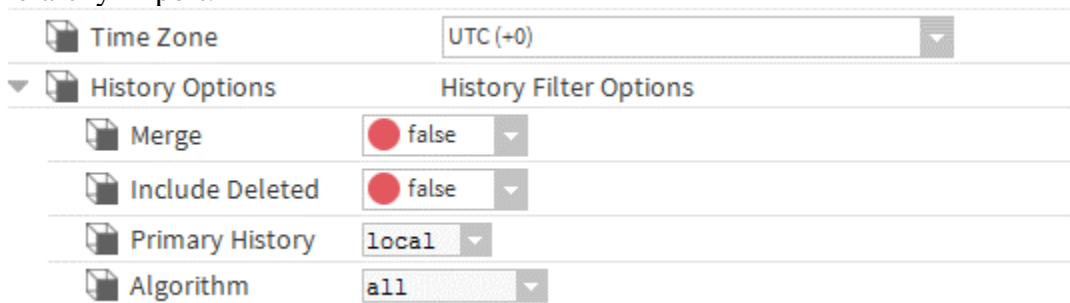 Time Zone UTC (+0)
History Options History Filter Options
Merge false
Include Deleted false
Primary History local
Algorithm all